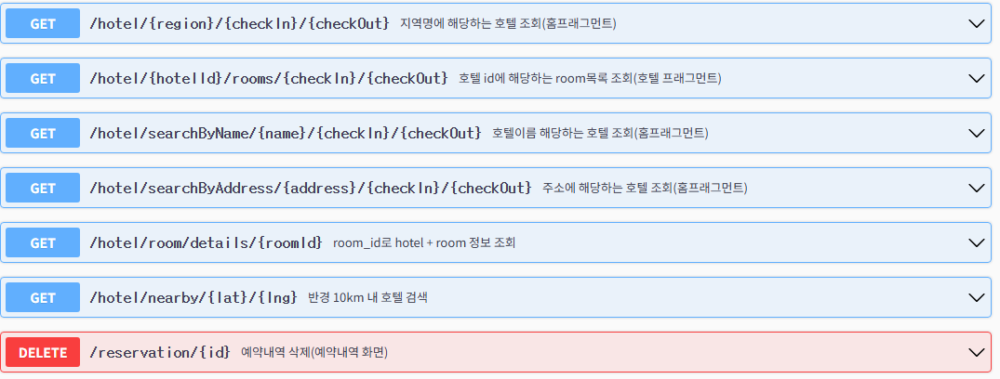 GET /hotel/{region}/{checkIn}/{checkOut} 지역명에 해당하는 호텔 조회(홈프래그먼트)
GET /hotel/{hotelId}/rooms/{checkIn}/{checkOut} 호텔 id에 해당하는 room목록 조회(호텔 프래그먼트)
GET /hotel/searchByName/{name}/{checkIn}/{checkOut} 호텔이름 해당하는 호텔 조회(홈프래그먼트)
GET /hotel/searchByAddress/{address}/{checkIn}/{checkOut} 주소에 해당하는 호텔 조회(홈프래그먼트)
GET /hotel/room/details/{roomId} room_id로 hotel + room 정보 조회
GET /hotel/nearby/{lat}/{lng} 반경 10km 내 호텔 검색
DELETE /reservation/{id} 예약내역 삭제(예약내역 화면)